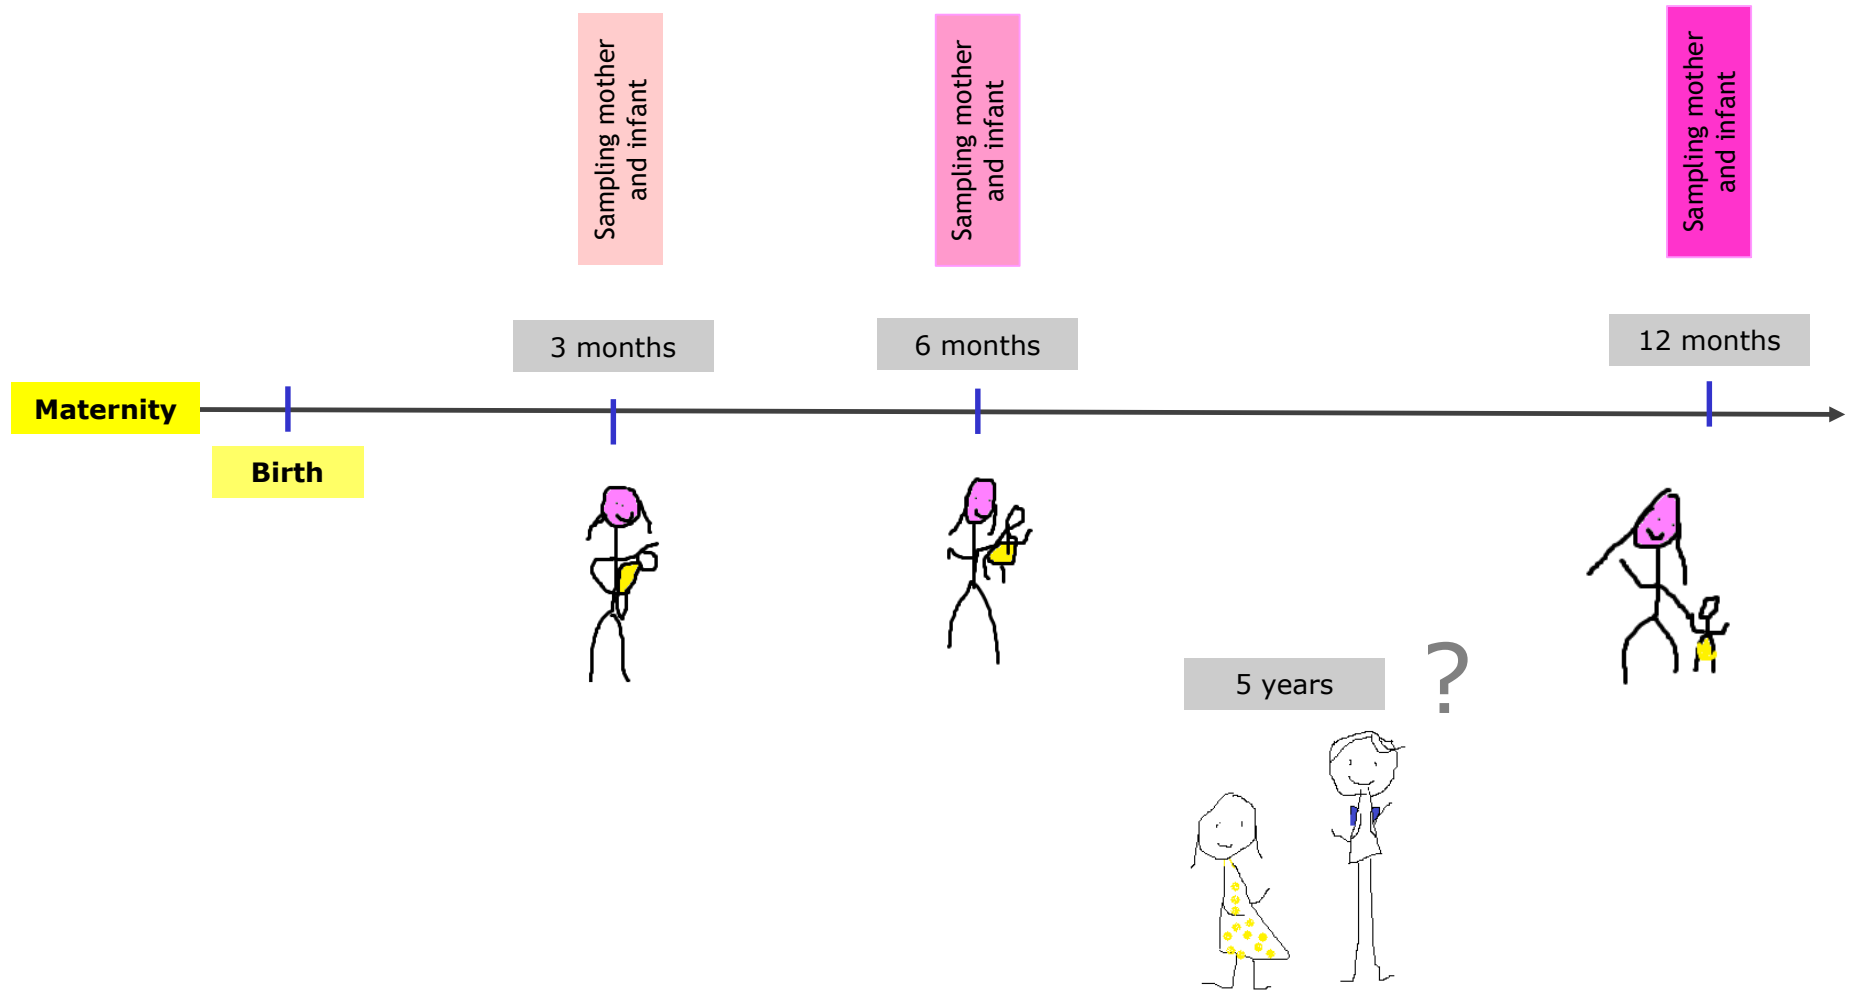 Sampling mother
and infant
Sampling mother
and infant
Sampling mother
and infant
3 months
6 months
12 months
Maternity
Birth
5 years
?